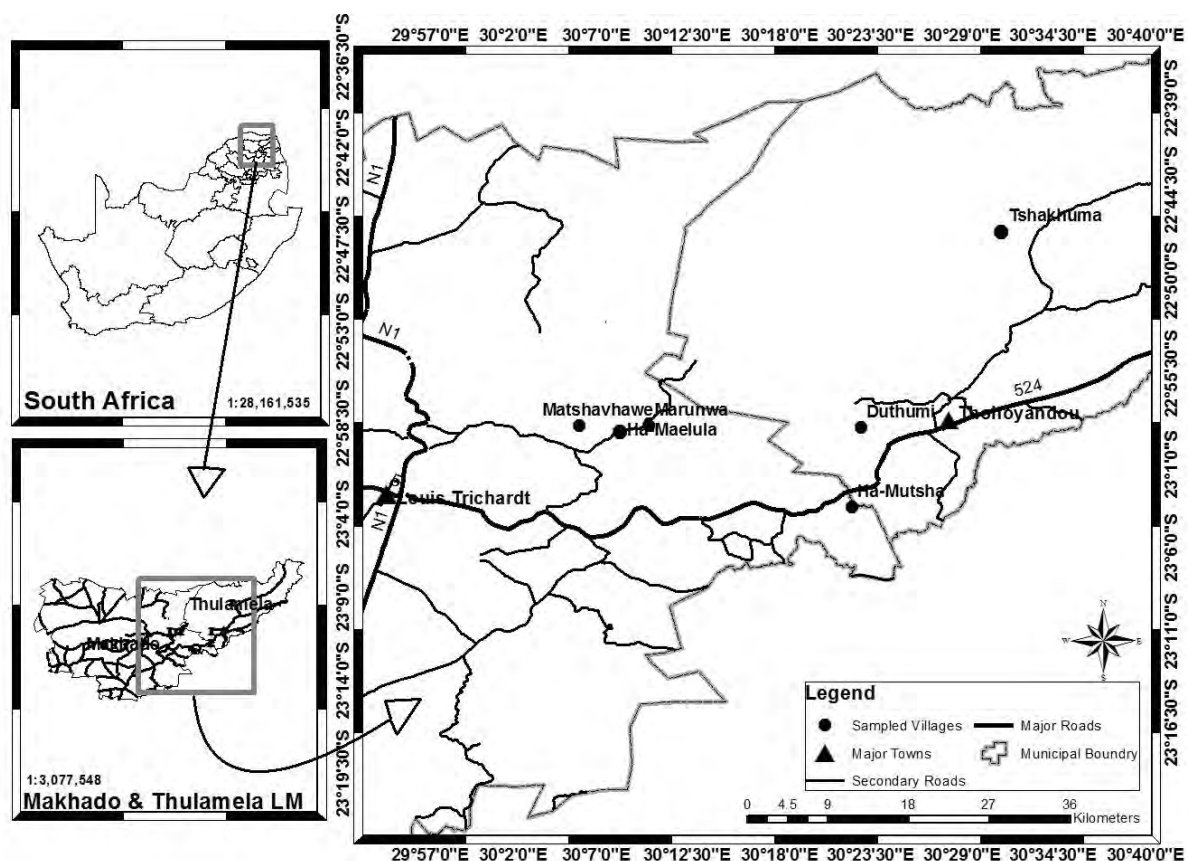 29°57'0"E 30°2'0"E 30°7'0"E 30°12'30"E 30°18'0"E 30°23'30"E 30°29'0"E 30°34'30"E 30°40'0"E
22°36'30"S
22°42'0"S
22°47'30"S
22°53'0"S
22°58'30"S
23°4'0"S
23°9'0"S
23°14'0"S
23°19'30"S
South Africa 1:28,161,535
Thulamela
Makhado
1:3,077,548
Makhado & Thulamela LM
N1
Tshakhuma
N1
524
Matshavhawe Marunwa
Ha-Maelula
Duthumi Thohoyandou
Ha-Mutsha
Louis Trichardt
N1
N
W E
S
Legend
Sampled Villages Major Roads
Major Towns Municipal Boundry
Secondary Roads
0 4.5 9 18 27 36
Kilometers
22°39'0"S
22°44'30"S
22°50'0"S
22°55'30"S
23°1'0"S
23°6'0"S
23°11'0"S
23°16'30"S
29°57'0"E 30°2'0"E 30°7'0"E 30°12'30"E 30°18'0"E 30°23'30"E 30°29'0"E 30°34'30"E 30°40'0"E